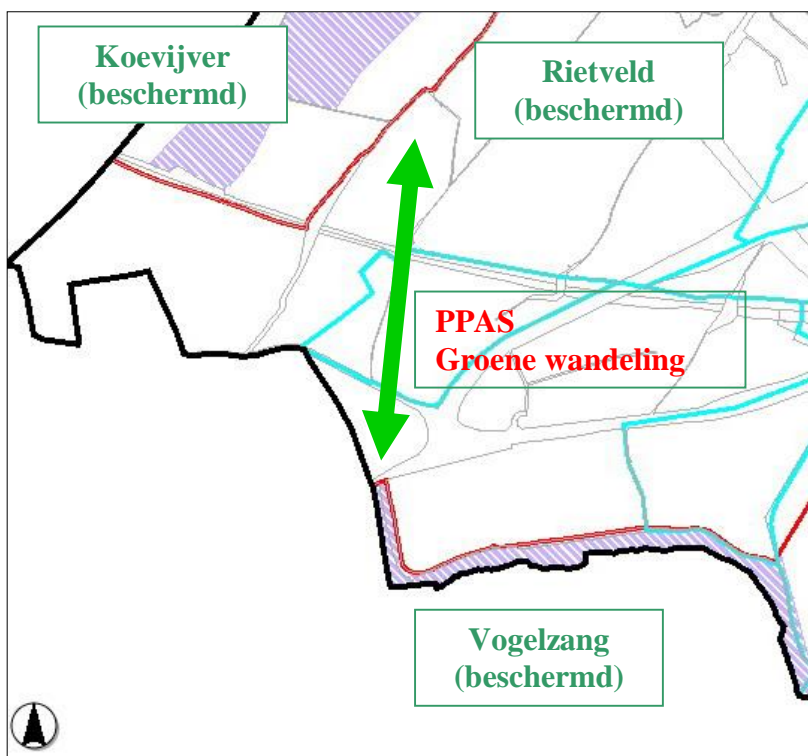 Koevijver
(beschermd)
Rietveld
(beschermd)
PPAS
Groene wandeling
Vogelzang
(beschermd)